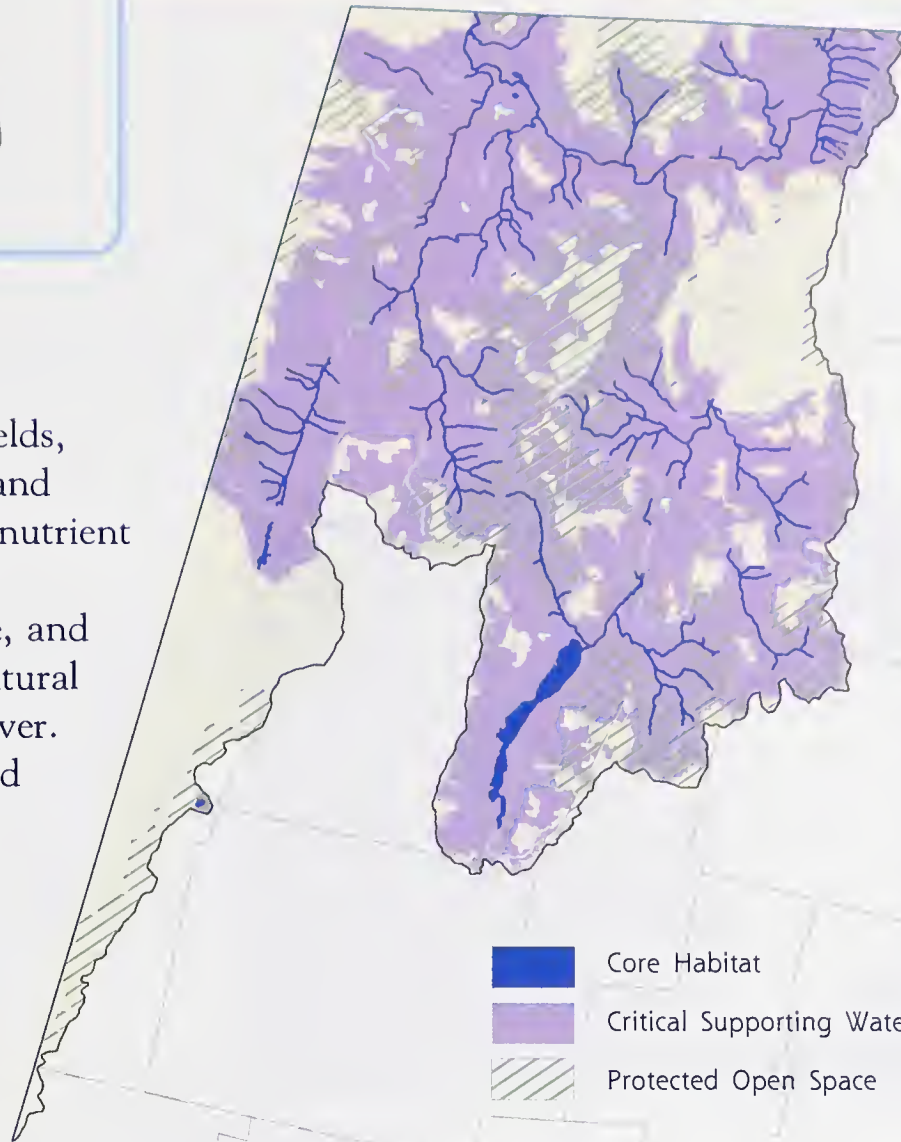 elds,
and
nutrient
, and
tural
ver.
d
Core Habitat
Critical Supporting Wate
Protected Open Space